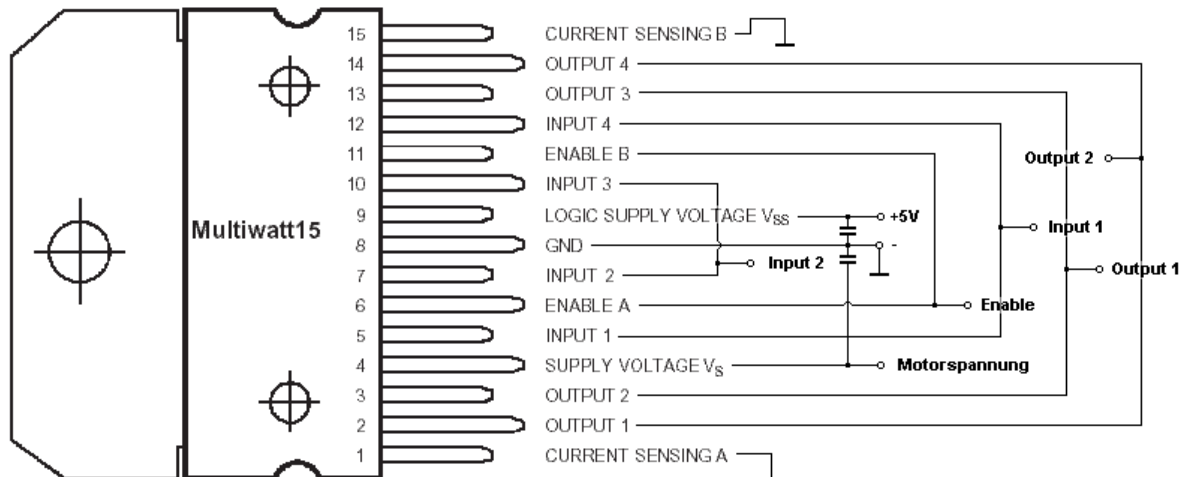 15 CURRENT SENSING B
14 OUTPUT 4
13 OUTPUT 3
12 INPUT 4
11 ENABLE B
Output 2
10 INPUT 3
9 LOGIC SUPPLY VOLTAGE VSS +5V
Multiwatt15
Input 1
8 GND -
Input 2
Output 1
7 INPUT 2
6 ENABLE A Enable
5 INPUT 1
4 SUPPLY VOLTAGE VS Motorspannung
3 OUTPUT 2
2 OUTPUT 1
1 CURRENT SENSING A